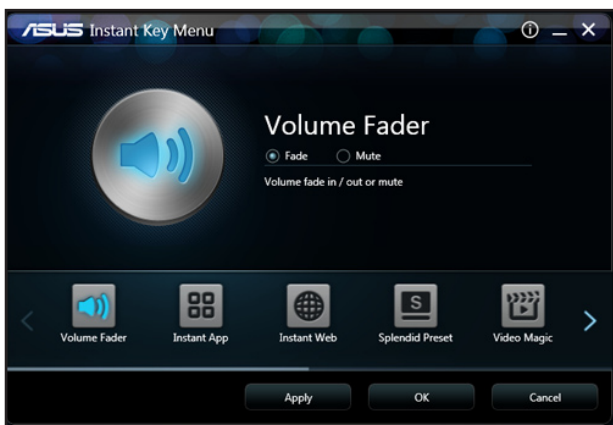 ASUS Instant Key Menu
Volume Fader
Fade Mute
Volume fade in / out or mute
S
Volume Fader Instant App Instant Web Splendid Preset Video Magic
Apply OK Cancel